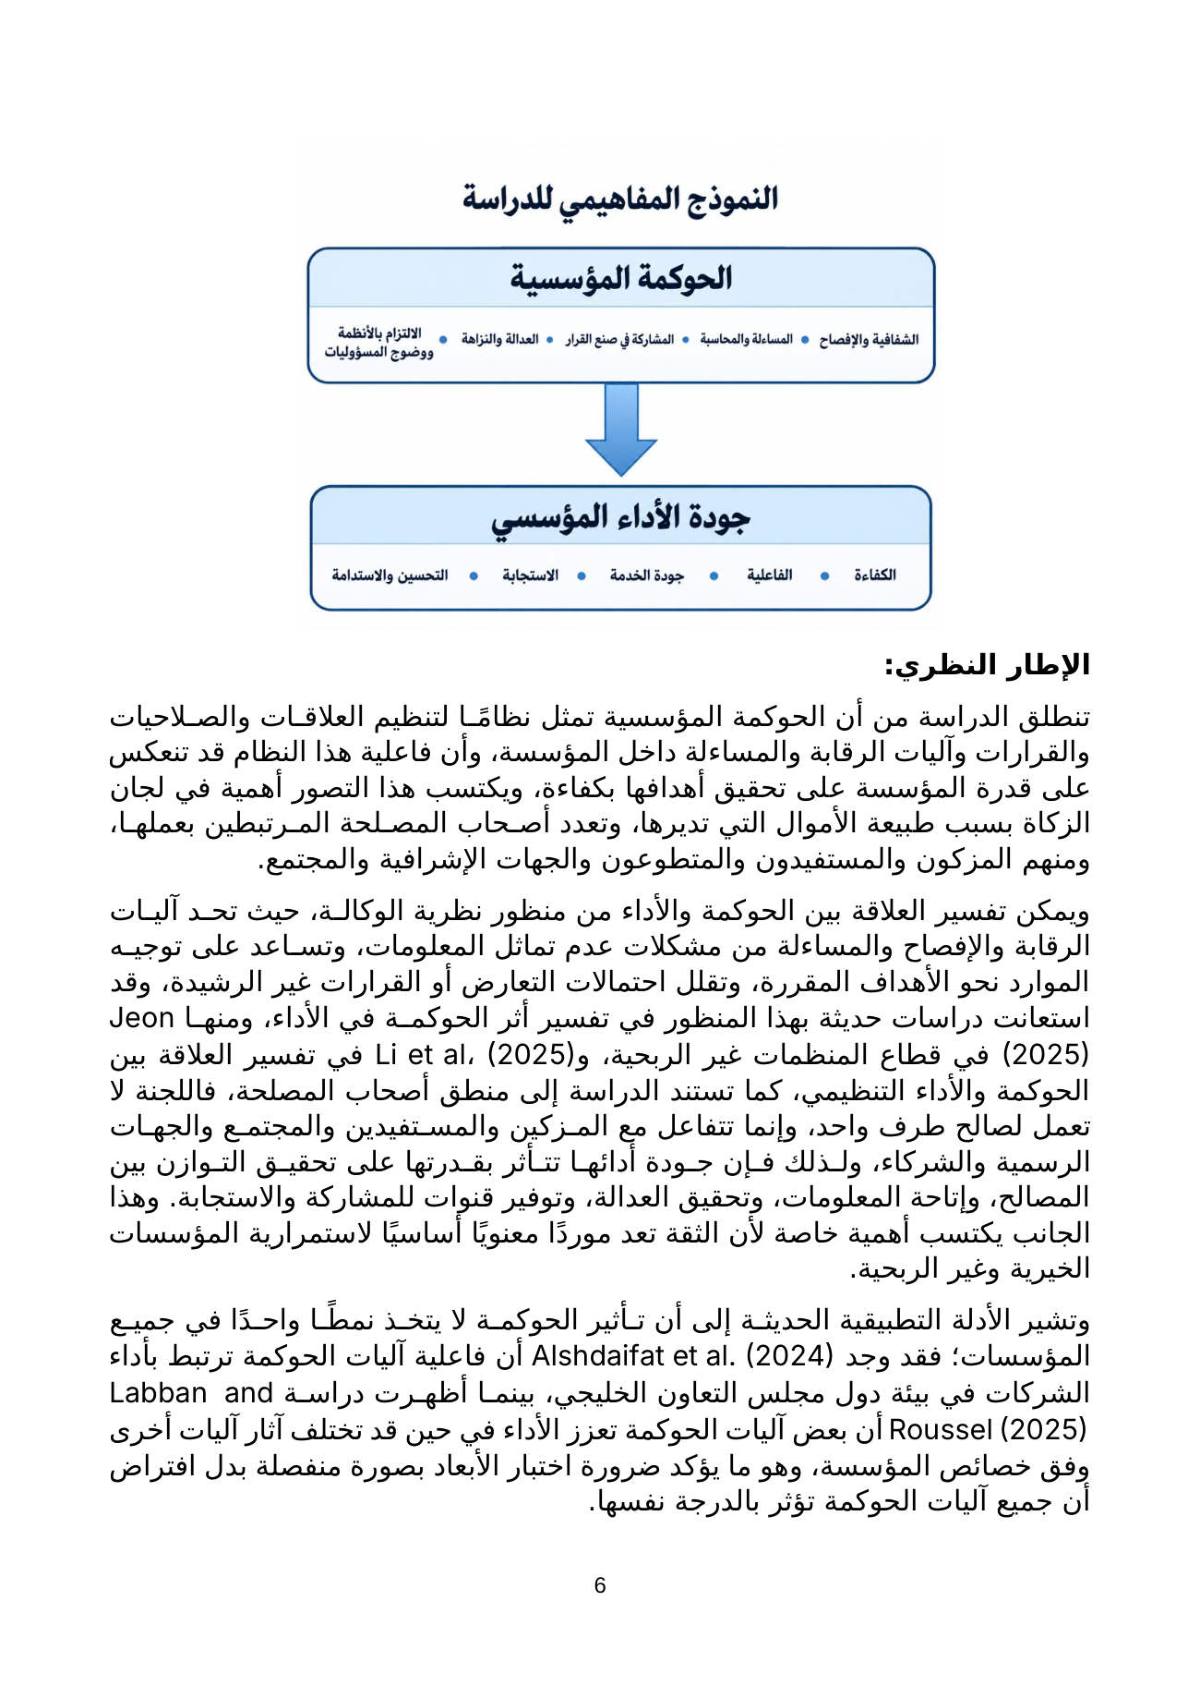 النموذج المفاهيمي للدراسة
الحوكمة المؤسسية
الشفافية والإفصاح • المساءلة والمحاسبة • المشاركة في صنع القرار • العدالة والنزاهة • الالتزام بالأنظمة
ووضوح المسؤوليات
جودة الأداء المؤسسي
الكفاءة • الفاعلية • جودة الخدمة • الاستجابة • التحسين والاستدامة
الإطار النظري:
تنطلق الدراسة من أن الحوكمة المؤسسية تمثل نظامًا لتنظيم العلاقات والصلاحيات
والقرارات وآليات الرقابة والمساءلة داخل المؤسسة، وأن فاعلية هذا النظام قد تنعكس
على قدرة المؤسسة على تحقيق أهدافها بكفاءة، ويكتسب هذا التصور أهمية في لجان
الزكاة بسبب طبيعة الأموال التي تديرها، وتعدد أصحاب المصلحة المرتبطين بعملها،
ومنهم المزكون والمستفيدون والمتطوعون والجهات الإشرافية والمجتمع.
ويمكن تفسير العلاقة بين الحوكمة والأداء من منظور نظرية الوكالة، حيث تحد آليات
الرقابة والإفصاح والمساءلة من مشكلات عدم تماثل المعلومات، وتساعد على توجيه
الموارد نحو الأهداف المقررة، وتقلل احتمالات التعارض أو القرارات غير الرشيدة، وقد
استعانت دراسات حديثة بهذا المنظور في تفسير أثر الحوكمة في الأداء، ومنها Jeon
(2025) في قطاع المنظمات غير الربحية، وLi et al، (2025) في تفسير العلاقة بين
الحوكمة والأداء التنظيمي، كما تستند الدراسة إلى منطق أصحاب المصلحة، فاللجنة لا
تعمل لصالح طرف واحد، وإنما تتفاعل مع المزكين والمستفيدين والمجتمع والجهات
الرسمية والشركاء، ولذلك فإن جودة أدائها تتأثر بقدرتها على تحقيق التوازن بين
المصالح، وإتاحة المعلومات، وتحقيق العدالة، وتوفير قنوات للمشاركة والاستجابة. وهذا
الجانب يكتسب أهمية خاصة لأن الثقة تعد موردًا معنويًا أساسيًا لاستمرارية المؤسسات
الخيرية وغير الربحية.
وتشير الأدلة التطبيقية الحديثة إلى أن تأثير الحوكمة لا يتخذ نمطًا واحدًا في جميع
المؤسسات؛ فقد وجد Alshdaifat et al. (2024) أن فاعلية آليات الحوكمة ترتبط بأداء
الشركات في بيئة دول مجلس التعاون الخليجي، بينما أظهرت دراسة Labban and
Roussel (2025) أن بعض آليات الحوكمة تعزز الأداء في حين قد تختلف آثار آليات أخرى
وفق خصائص المؤسسة، وهو ما يؤكد ضرورة اختبار الأبعاد بصورة منفصلة بدل افتراض
أن جميع آليات الحوكمة تؤثر بالدرجة نفسها.
6